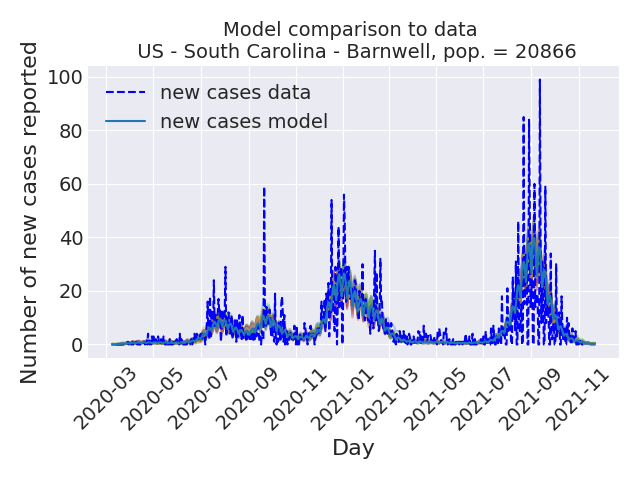 Model comparison to data
US - South Carolina - Barnwell, pop. = 20866
Number of new cases reported
100
80
60
40
20
0
new cases data
new cases model
2020-03
2020-05
2020-07
2020-09
2020-11
2021-01
2021-03
2021-05
2021-07
2021-09
2021-11
Day